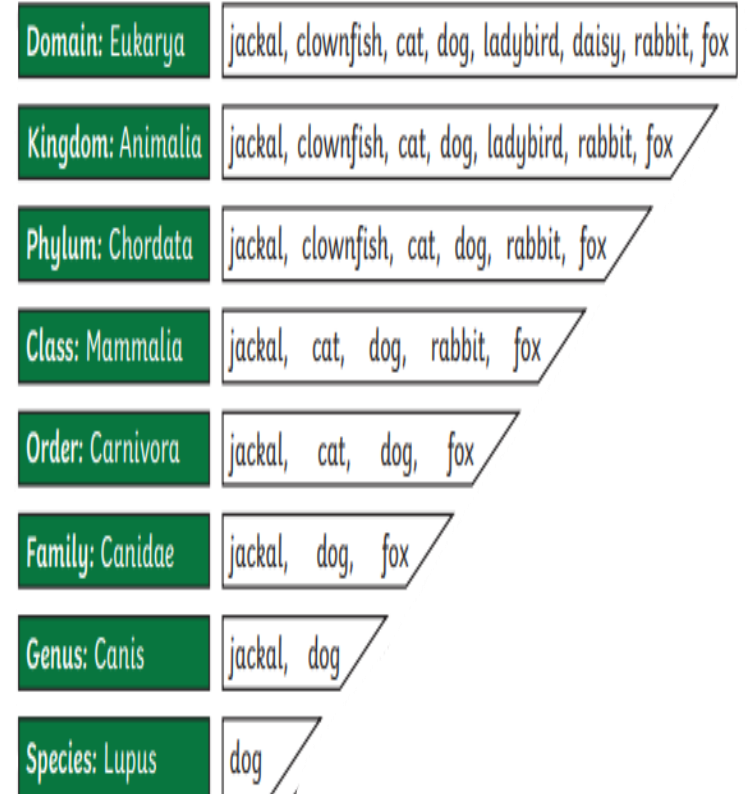 Domain: Eukarya jackal, clownfish, cat, dog, ladybird, daisy, rabbit, fox
Kingdom: Animalia jackal, clownfish, cat, dog, ladybird, rabbit, fox
Phylum: Chordata jackal, clownfish, cat, dog, rabbit, fox
Class: Mammalia jackal, cat, dog, rabbit, fox
Order: Carnivora jackal, cat, dog, fox
Family: Canidae jackal, dog, fox
Genus: Canis jackal, dog
Species: Lupus dog